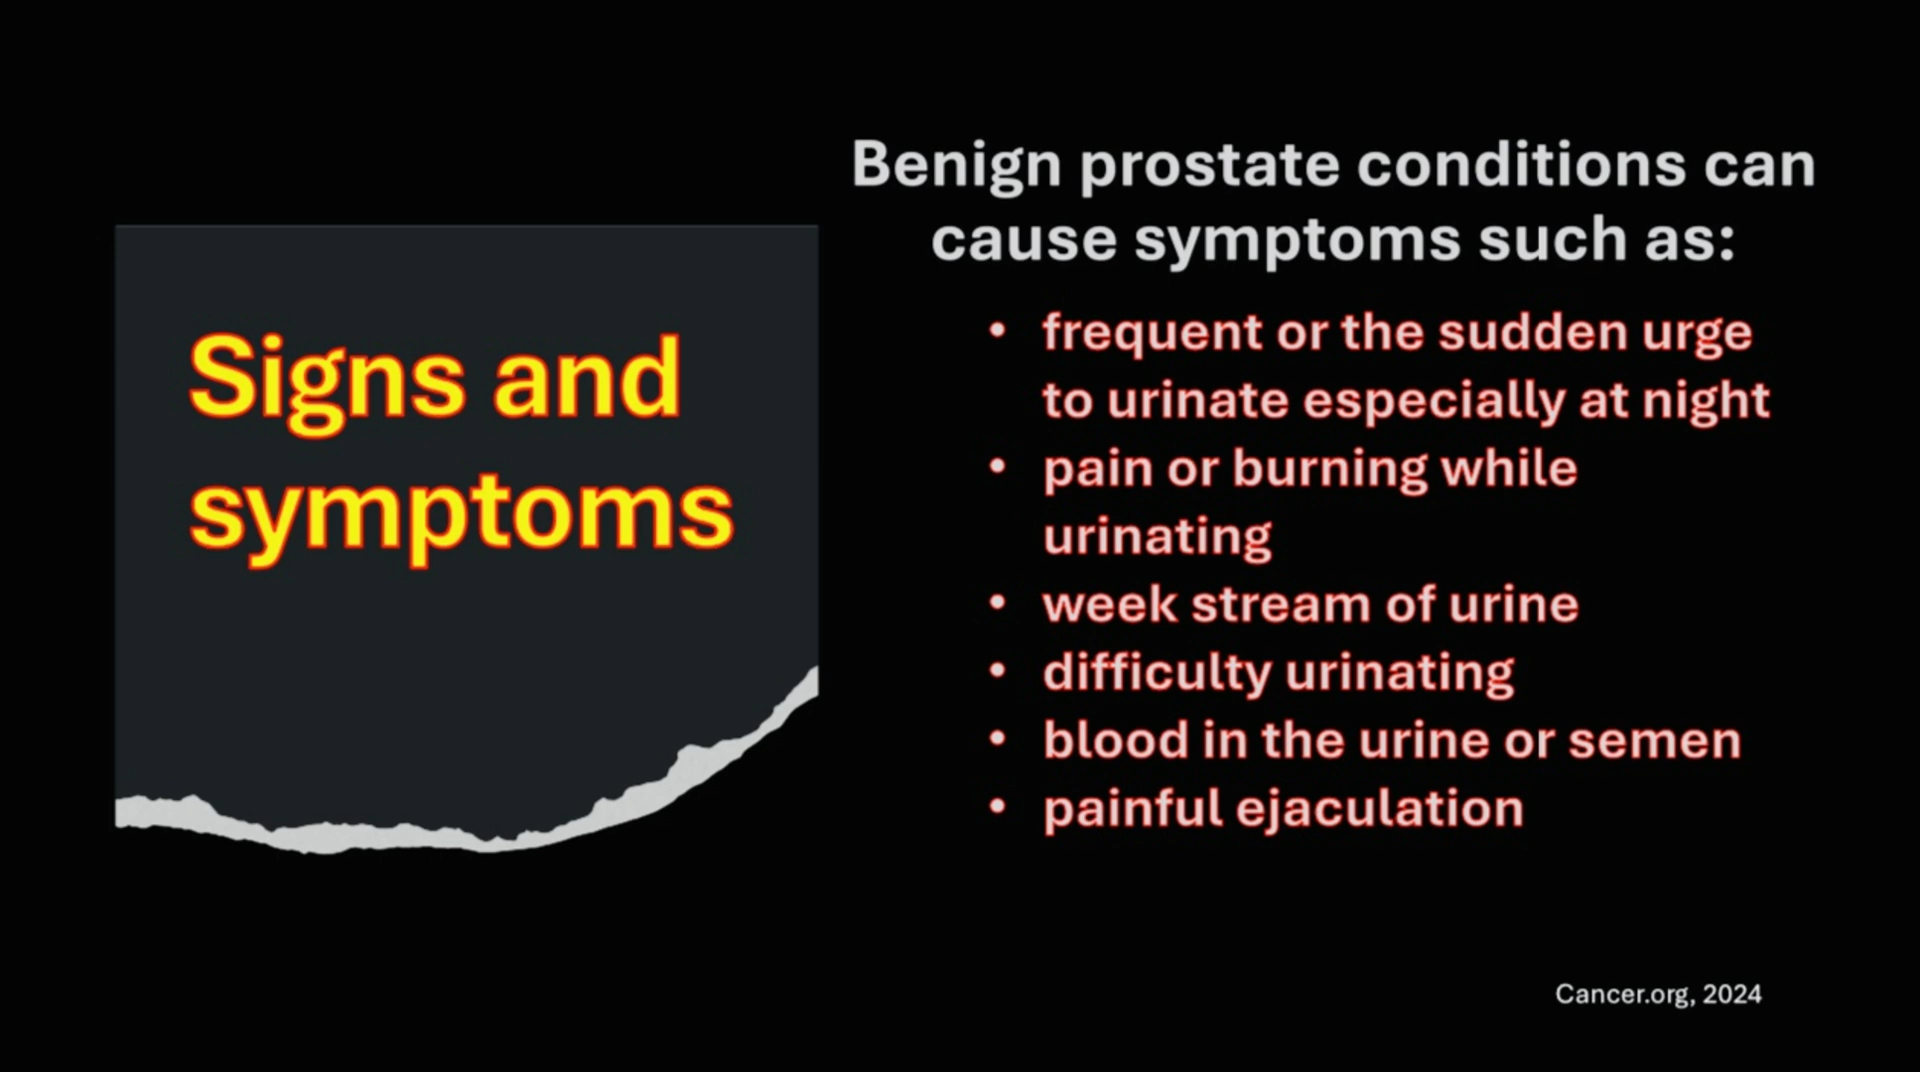 Signs and
symptoms
Benign prostate conditions can
cause symptoms such as:
• frequent or the sudden urge
to urinate especially at night
• pain or burning while
urinating
• week stream of urine
• difficulty urinating
• blood in the urine or semen
• painful ejaculation
Cancer.org, 2024